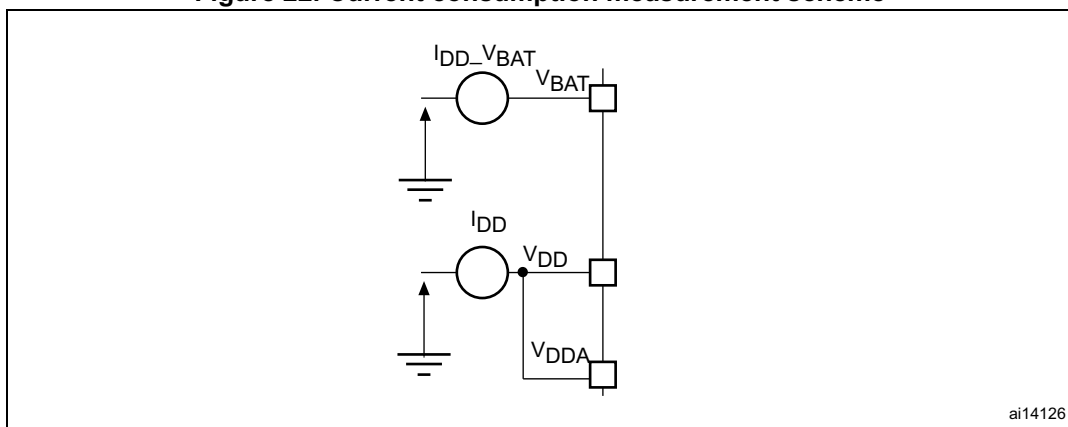 Figure 22. Current consumption measurement scheme
IDD_VBAT
VBAT
IDD
VDD
VDDA
ai14126